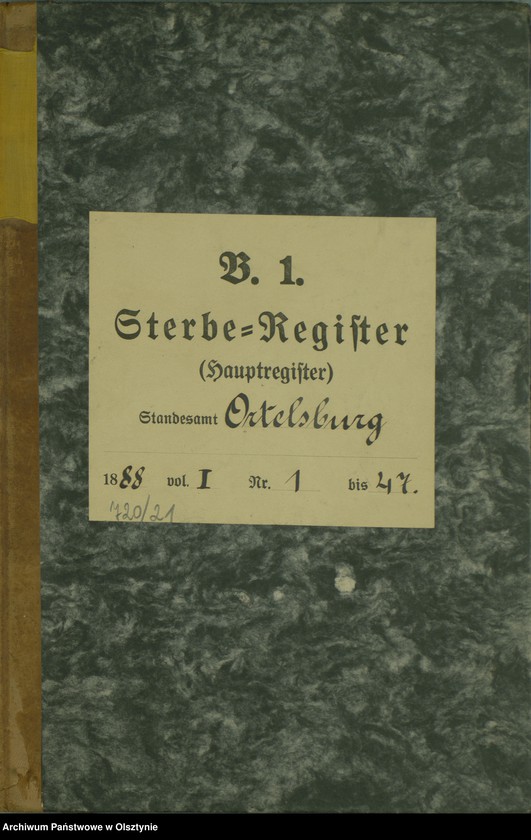 B. 1.
Sterbe=Regiſter
(Hauptregiſter)
Standesamt Ortelsburg
1888 vol. I Nr. 1 bis 47.
720/21
Archiwum Państwowe w Olsztynie